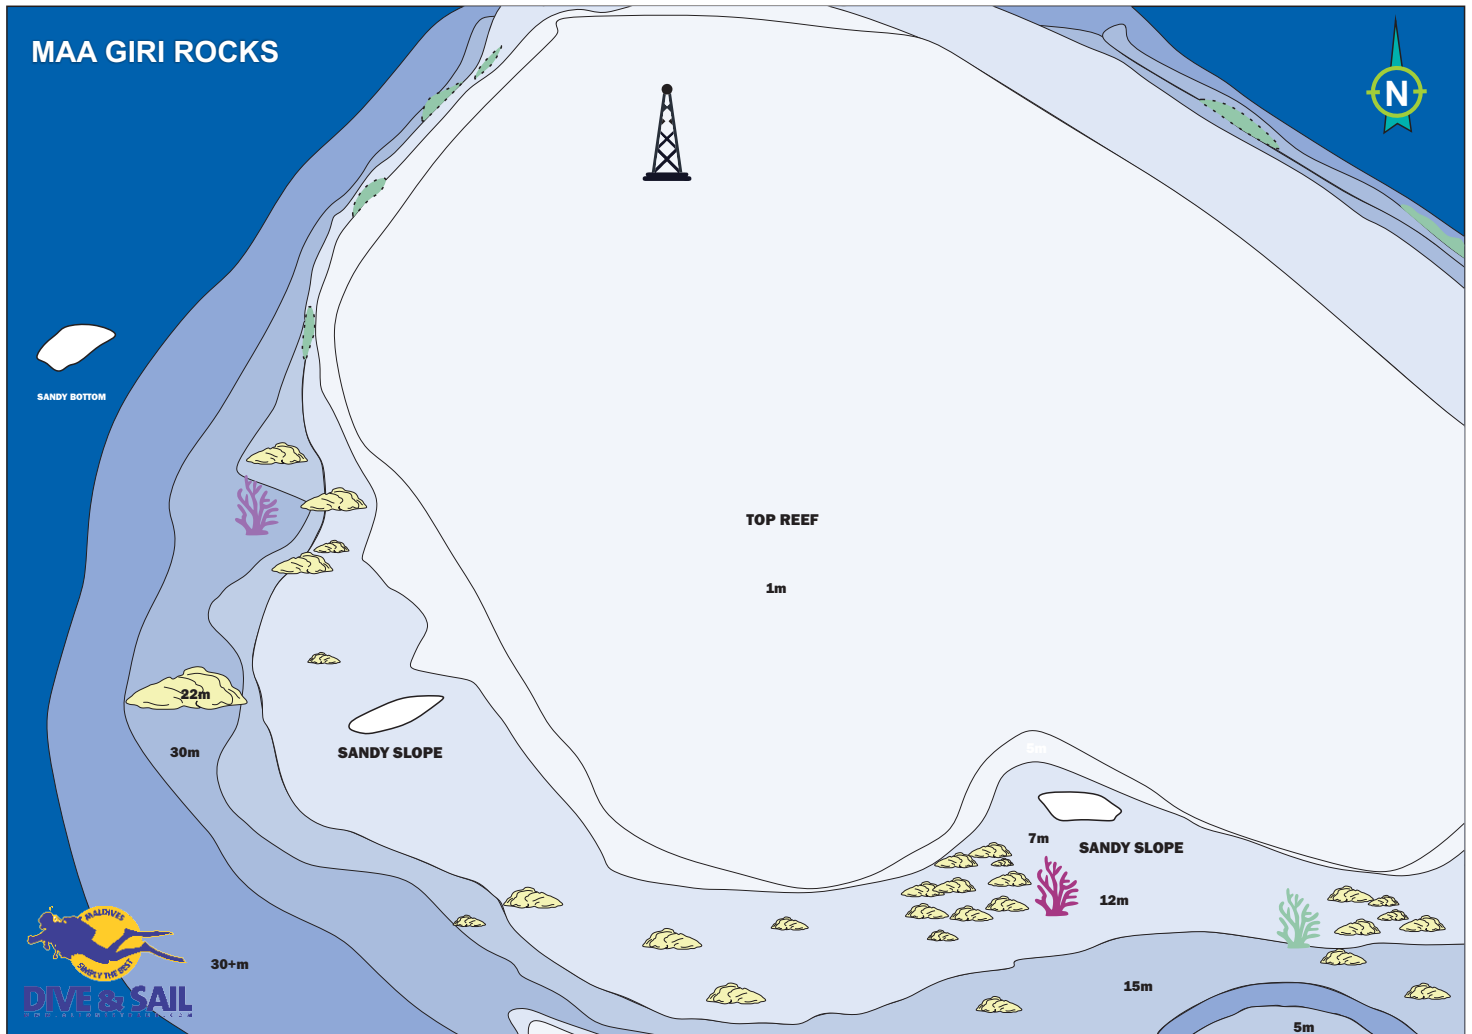 MAA GIRI ROCKS
N
SANDY BOTTOM
TOP REEF
1m
22m
30m
SANDY SLOPE
5m
7m
SANDY SLOPE
12m
MALDIVES
SIMPLY THE BEST
DIVE & SAIL
30+m
15m
5m